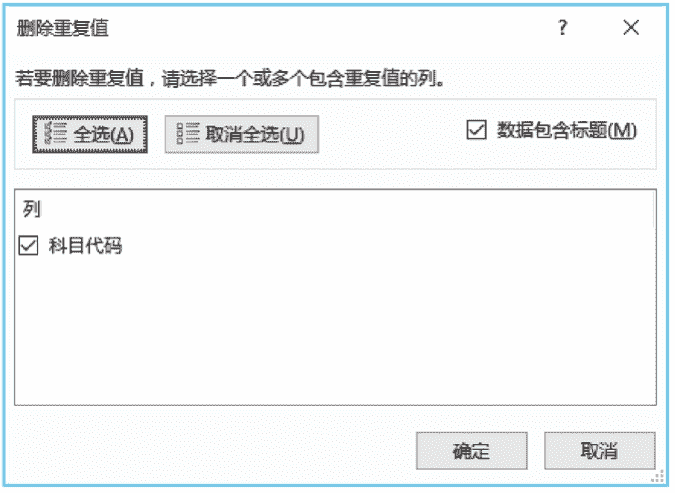 删除重复值 ?
若要删除重复值，请选择一个或多个包含重复值的列。
全选(A) 取消全选(U) 数据包含标题(M)
列
科目代码
确定 取消